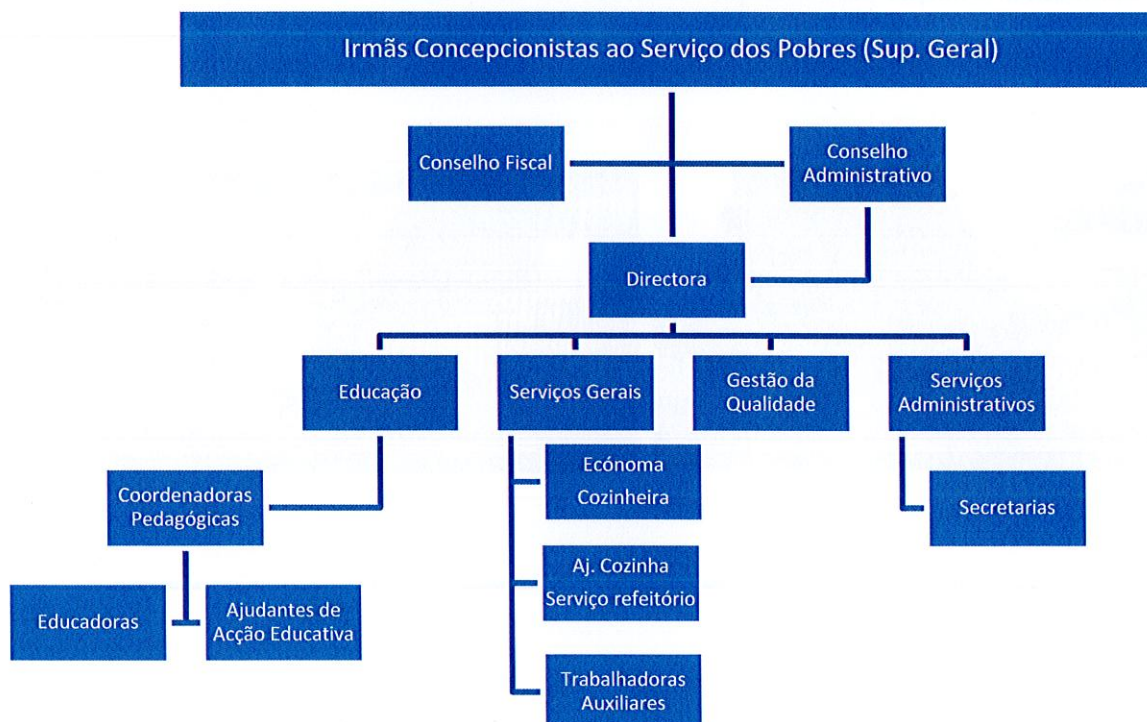 Irmãs Concepcionistas ao Serviço dos Pobres (Sup. Geral)
Conselho Fiscal
Conselho
Administrativo
Directora
Educação
Serviços Gerais
Gestão da
Qualidade
Serviços
Administrativos
Coordenadoras
Pedagógicas
Ecónoma
Cozinheira
Secretarias
Aj. Cozinha
Serviço refeitório
Educadoras
Ajudantes de
Acção Educativa
Trabalhadoras
Auxiliares